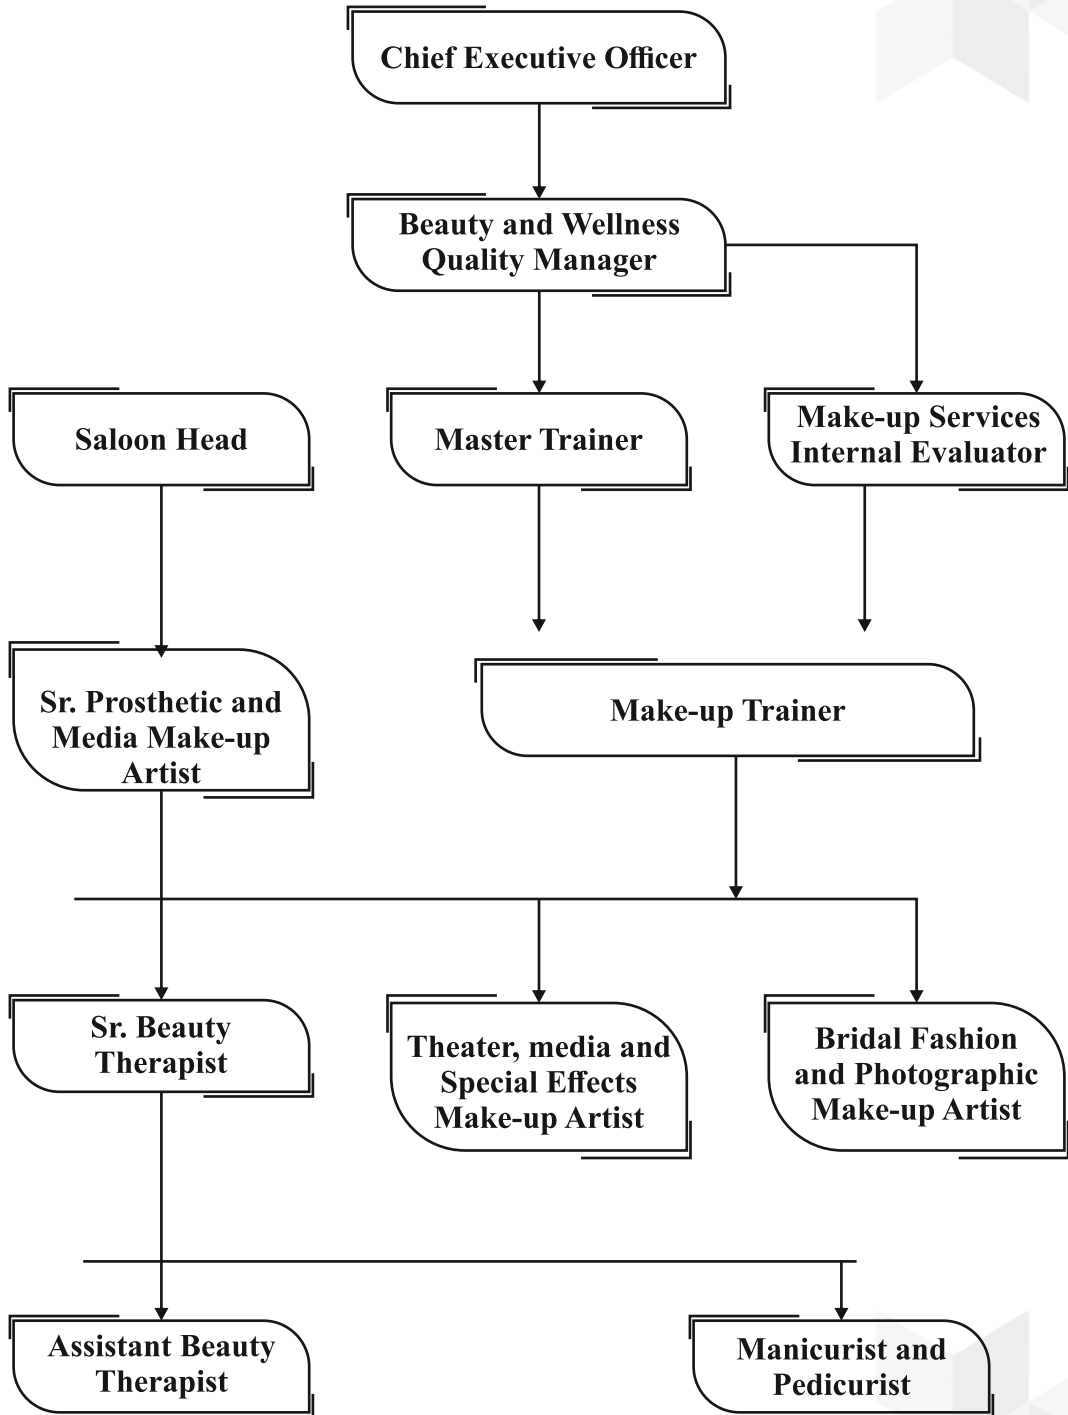 Chief Executive Officer
Beauty and Wellness
Quality Manager
Saloon Head
Master Trainer
Make-up Services
Internal Evaluator
Sr. Prosthetic and
Media Make-up
Artist
Make-up Trainer
Sr. Beauty
Therapist
Theater, media and
Special Effects
Make-up Artist
Bridal Fashion
and Photographic
Make-up Artist
Assistant Beauty
Therapist
Manicurist and
Pedicurist